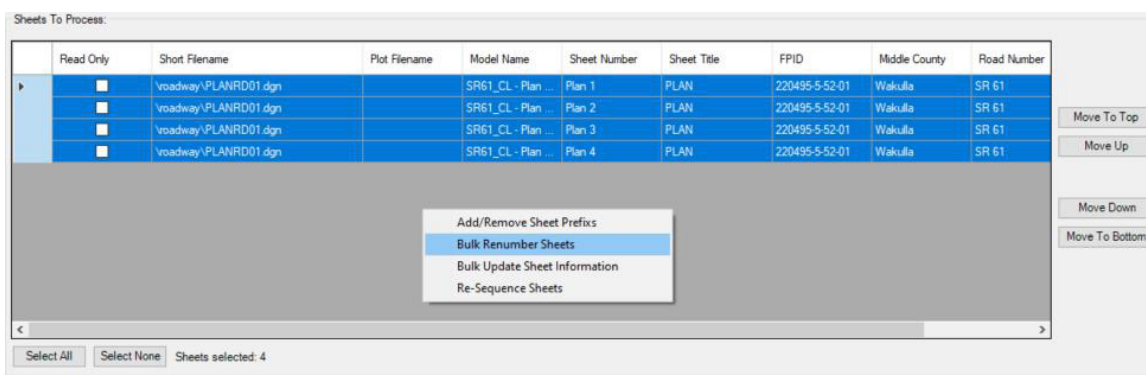 Sheets To Process:
Read Only Short Filename Plot Filename Model Name Sheet Number Sheet Title FPID Middle County Road Number
\roadway\PLANRD01.dgn SR61_CL - Plan ... Plan 1 PLAN 220495-5-52-01 Wakulla SR 61
\roadway\PLANRD01.dgn SR61_CL - Plan ... Plan 2 PLAN 220495-5-52-01 Wakulla SR 61
\roadway\PLANRD01.dgn SR61_CL - Plan ... Plan 3 PLAN 220495-5-52-01 Wakulla SR 61
\roadway\PLANRD01.dgn SR61_CL - Plan ... Plan 4 PLAN 220495-5-52-01 Wakulla SR 61
Move To Top
Move Up
Move Down
Move To Bottom
Add/Remove Sheet Prefixs
Bulk Renumber Sheets
Bulk Update Sheet Information
Re-Sequence Sheets
Select All Select None Sheets selected: 4